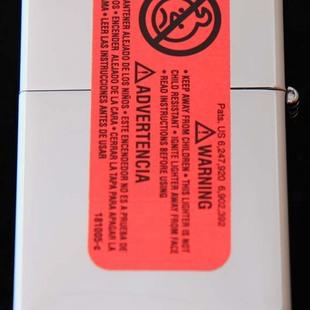 Pats. US 6,247,920 6,902,392
WARNING
• KEEP AWAY FROM CHILDREN • THIS LIGHTER IS NOT
CHILD RESISTANT • IGNITE LIGHTER AWAY FROM FACE
• READ INSTRUCTIONS BEFORE USING
ADVERTENCIA
MANTENER ALEJADO DE LOS NIÑOS • ESTE ENCENDEDOR NO ES A PRUEBA DE
• ENCENDER ALEJADO DE LA CARA • CERRAR LA TAPA PARA APAGAR LA
• LEER LAS INSTRUCCIONES ANTES DE USAR
181005-c